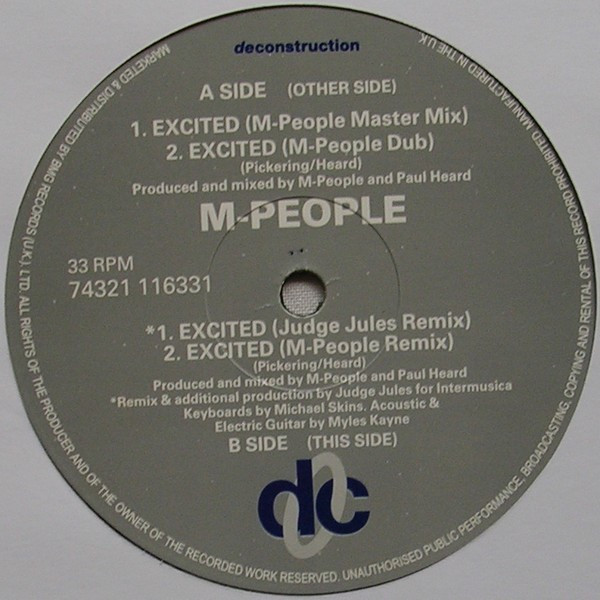 deconstruction
A SIDE (OTHER SIDE)
1. EXCITED (M-People Master Mix)
2. EXCITED (M-People Dub)
(Pickering/Heard)
Produced and mixed by M-People and Paul Heard
M-PEOPLE
33 RPM
74321 116331
*1. EXCITED (Judge Jules Remix)
2. EXCITED (M-People Remix)
(Pickering/Heard)
Produced and mixed by M-People and Paul Heard
*Remix & additional production by Judge Jules for Intermusica
Keyboards by Michael Skins. Acoustic &
Electric Guitar by Myles Kayne
B SIDE (THIS SIDE)
dc
MARKETED & DISTRIBUTED BY BMG RECORDS (U.K.), LTD. ALL RIGHTS OF THE PRODUCER AND OF THE OWNER OF THE RECORDED WORK RESERVED. UNAUTHORISED PUBLIC PERFORMANCE, BROADCASTING, COPYING AND RENTAL OF THIS RECORD PROHIBITED. MANUFACTURED IN THE U.K.